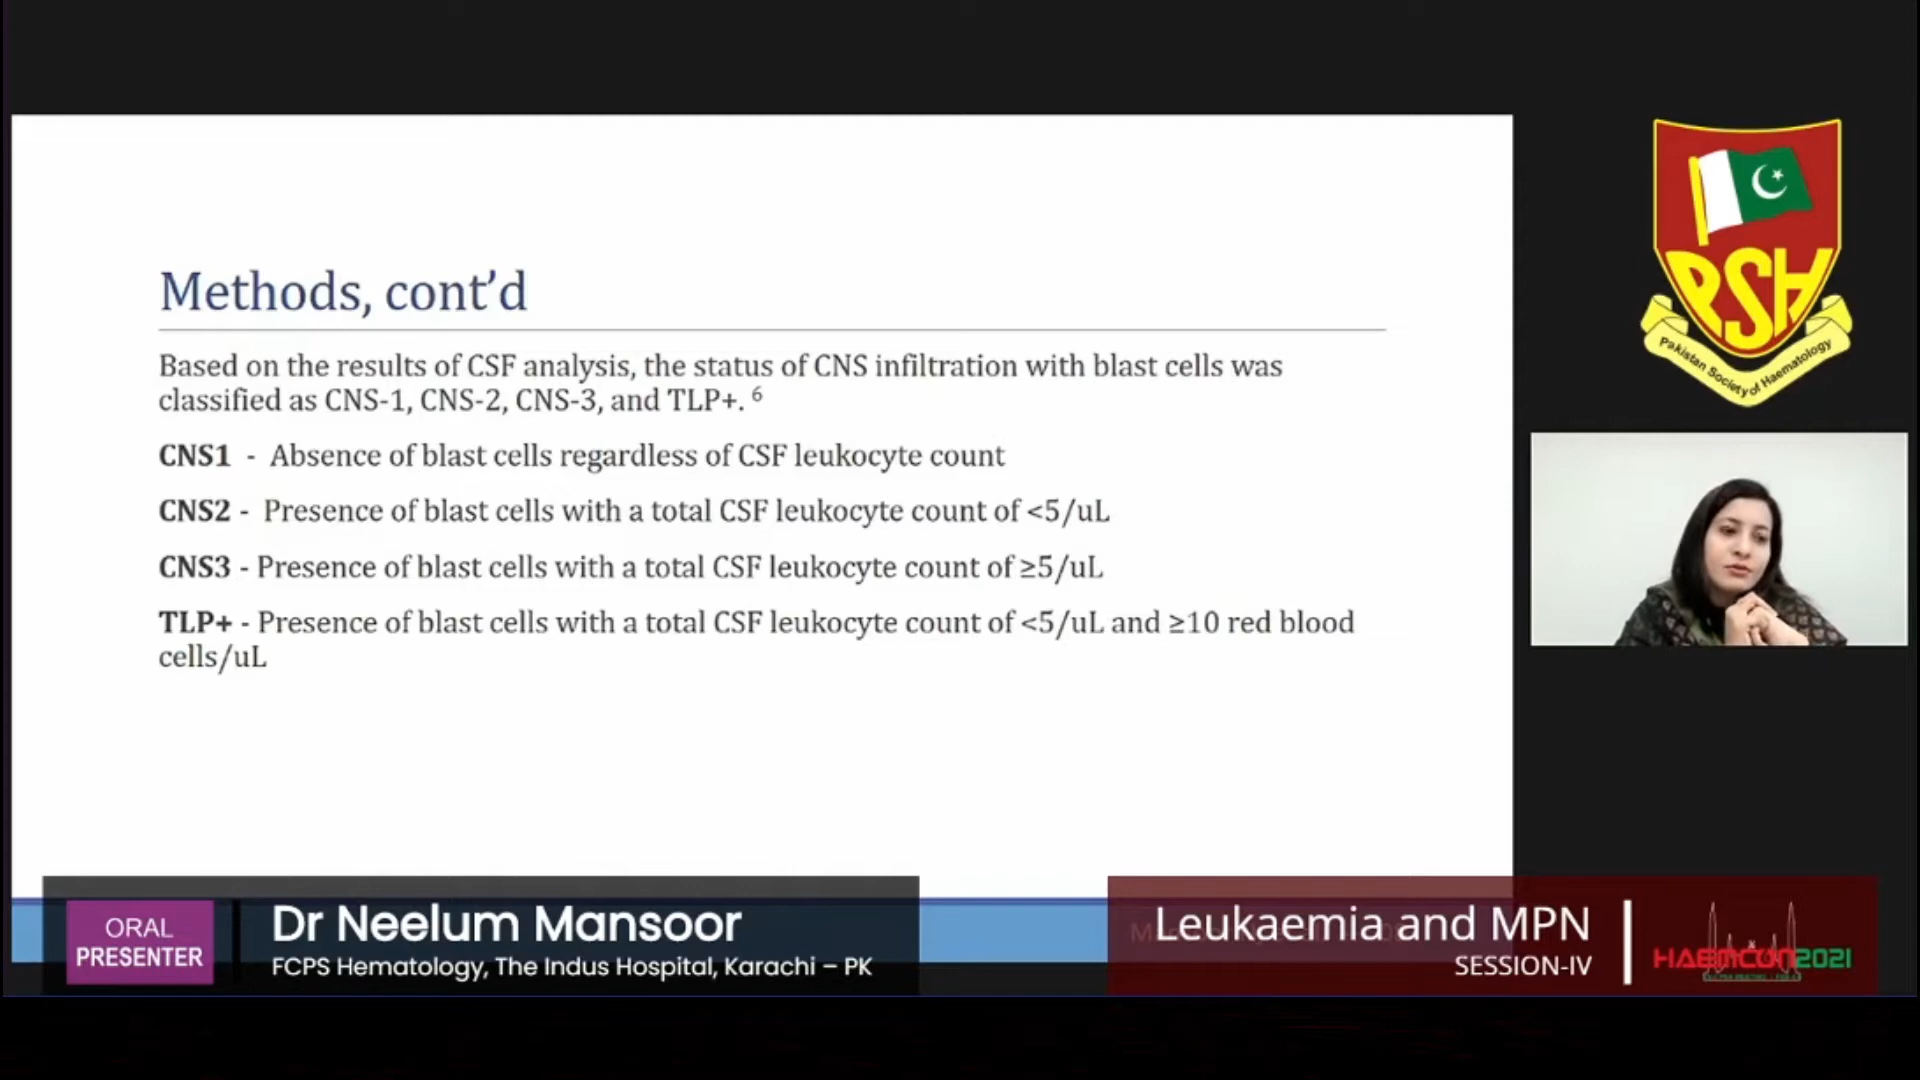 Methods, cont’d
Based on the results of CSF analysis, the status of CNS infiltration with blast cells was
classified as CNS-1, CNS-2, CNS-3, and TLP+. 6
CNS1 - Absence of blast cells regardless of CSF leukocyte count
CNS2 - Presence of blast cells with a total CSF leukocyte count of <5/uL
CNS3 - Presence of blast cells with a total CSF leukocyte count of ≥5/uL
TLP+ - Presence of blast cells with a total CSF leukocyte count of <5/uL and ≥10 red blood
cells/uL
PSH
Pakistan Society of Haematology
ORAL
PRESENTER
Dr Neelum Mansoor
FCPS Hematology, The Indus Hospital, Karachi – PK
Leukaemia and MPN
SESSION-IV
HAEMCON2021